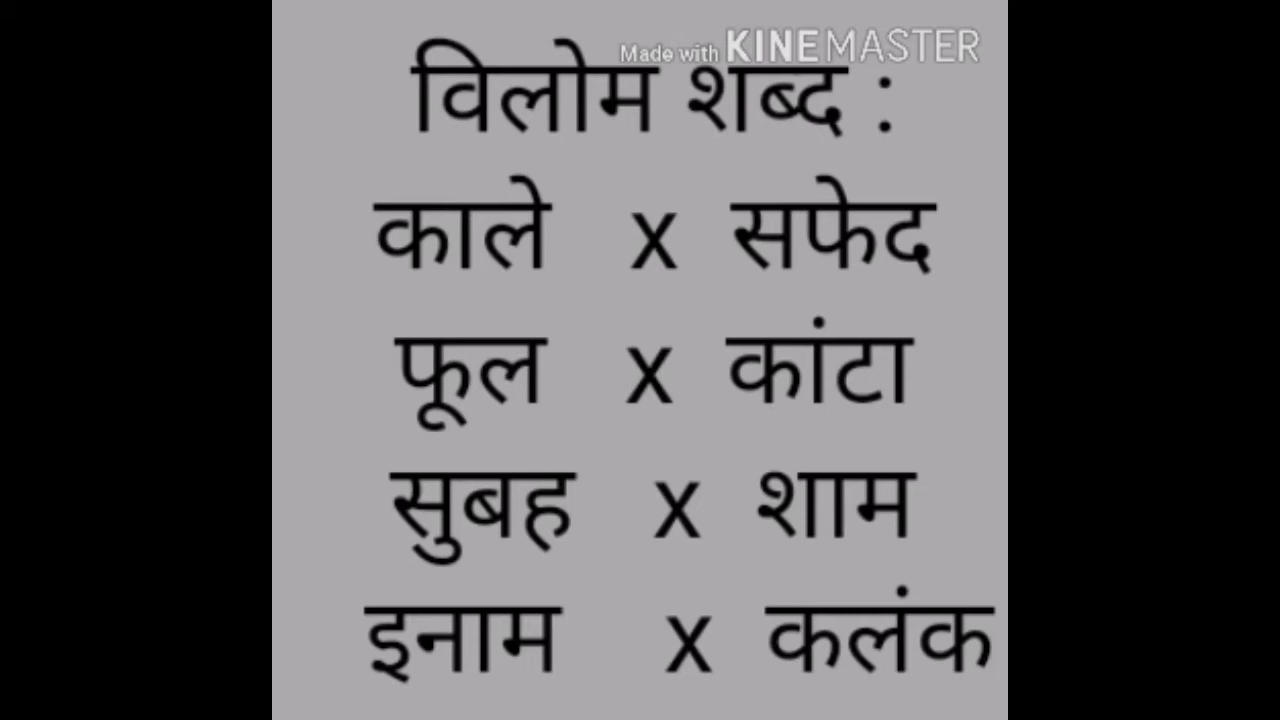 Made with KINEMASTER
विलोम शब्द :
काले x सफेद
फूल x कांटा
सुबह x शाम
इनाम x कलंक